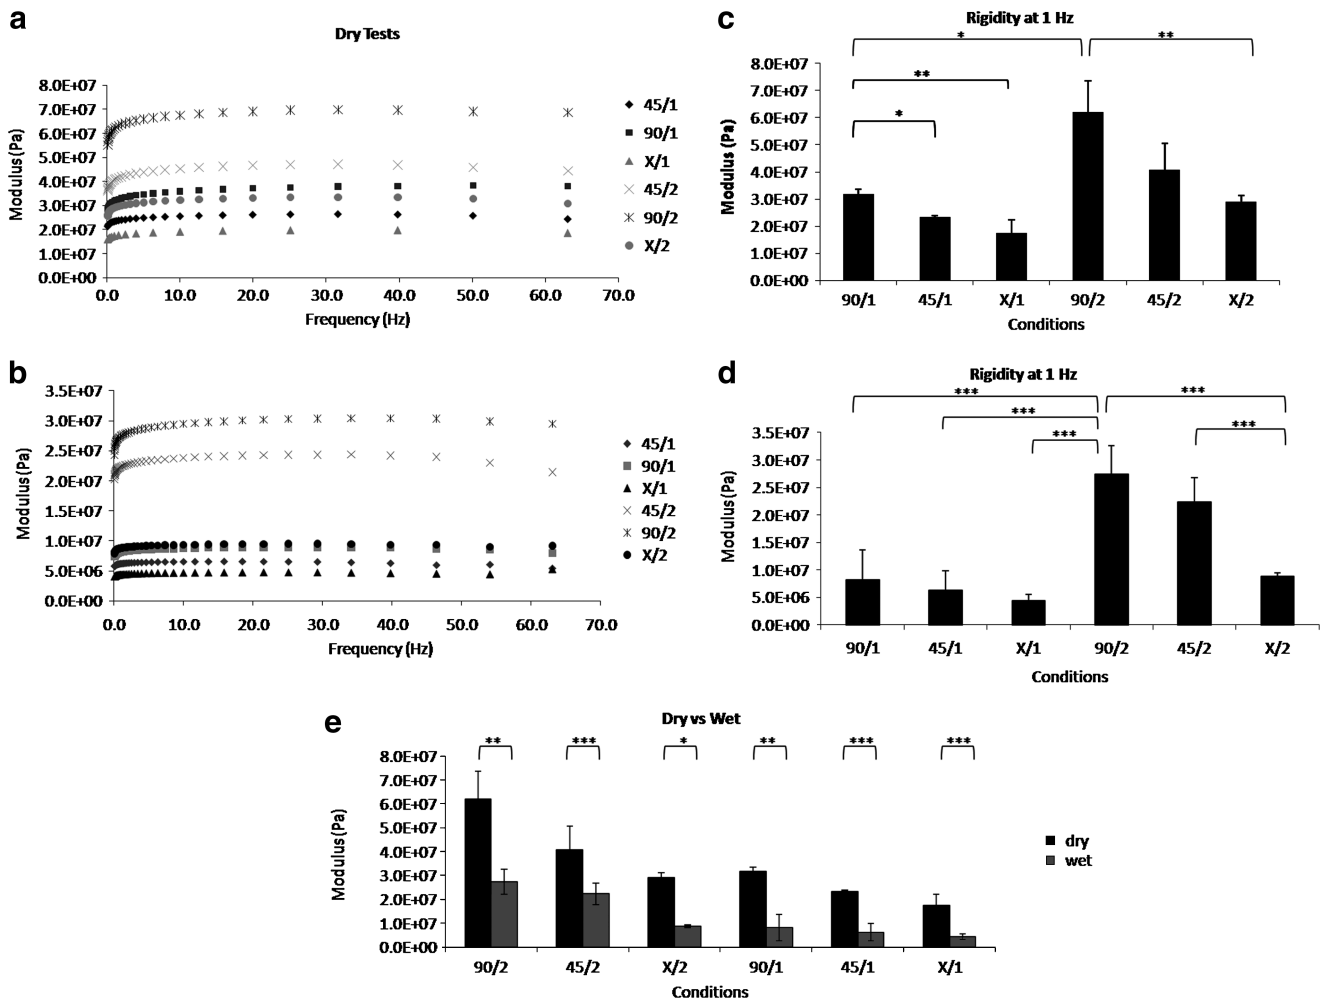 a
Dry Tests
8.0E+07
7.0E+07
6.0E+07
5.0E+07
4.0E+07
3.0E+07
2.0E+07
1.0E+07
0.0E+00
Modulus (Pa)
0.0 10.0 20.0 30.0 40.0 50.0 60.0 70.0
Frequency (Hz)
45/1
90/1
X/1
45/2
90/2
X/2
c
Rigidity at 1 Hz
* **
**
*
8.0E+07
7.0E+07
6.0E+07
5.0E+07
4.0E+07
3.0E+07
2.0E+07
1.0E+07
0.0E+00
Modulus (Pa)
90/1 45/1 X/1 90/2 45/2 X/2
Conditions
b
3.5E+07
3.0E+07
2.5E+07
2.0E+07
1.5E+07
1.0E+07
5.0E+06
0.0E+00
Modulus (Pa)
0.0 10.0 20.0 30.0 40.0 50.0 60.0 70.0
Frequency (Hz)
45/1
90/1
X/1
45/2
90/2
X/2
d
Rigidity at 1 Hz
*** ***
***
*** ***
3.5E+07
3.0E+07
2.5E+07
2.0E+07
1.5E+07
1.0E+07
5.0E+06
0.0E+00
Modulus (Pa)
90/1 45/1 X/1 90/2 45/2 X/2
Conditions
e
Dry vs Wet
** *** * ** *** ***
8.0E+07
7.0E+07
6.0E+07
5.0E+07
4.0E+07
3.0E+07
2.0E+07
1.0E+07
0.0E+00
Modulus (Pa)
90/2 45/2 X/2 90/1 45/1 X/1
Conditions
dry
wet